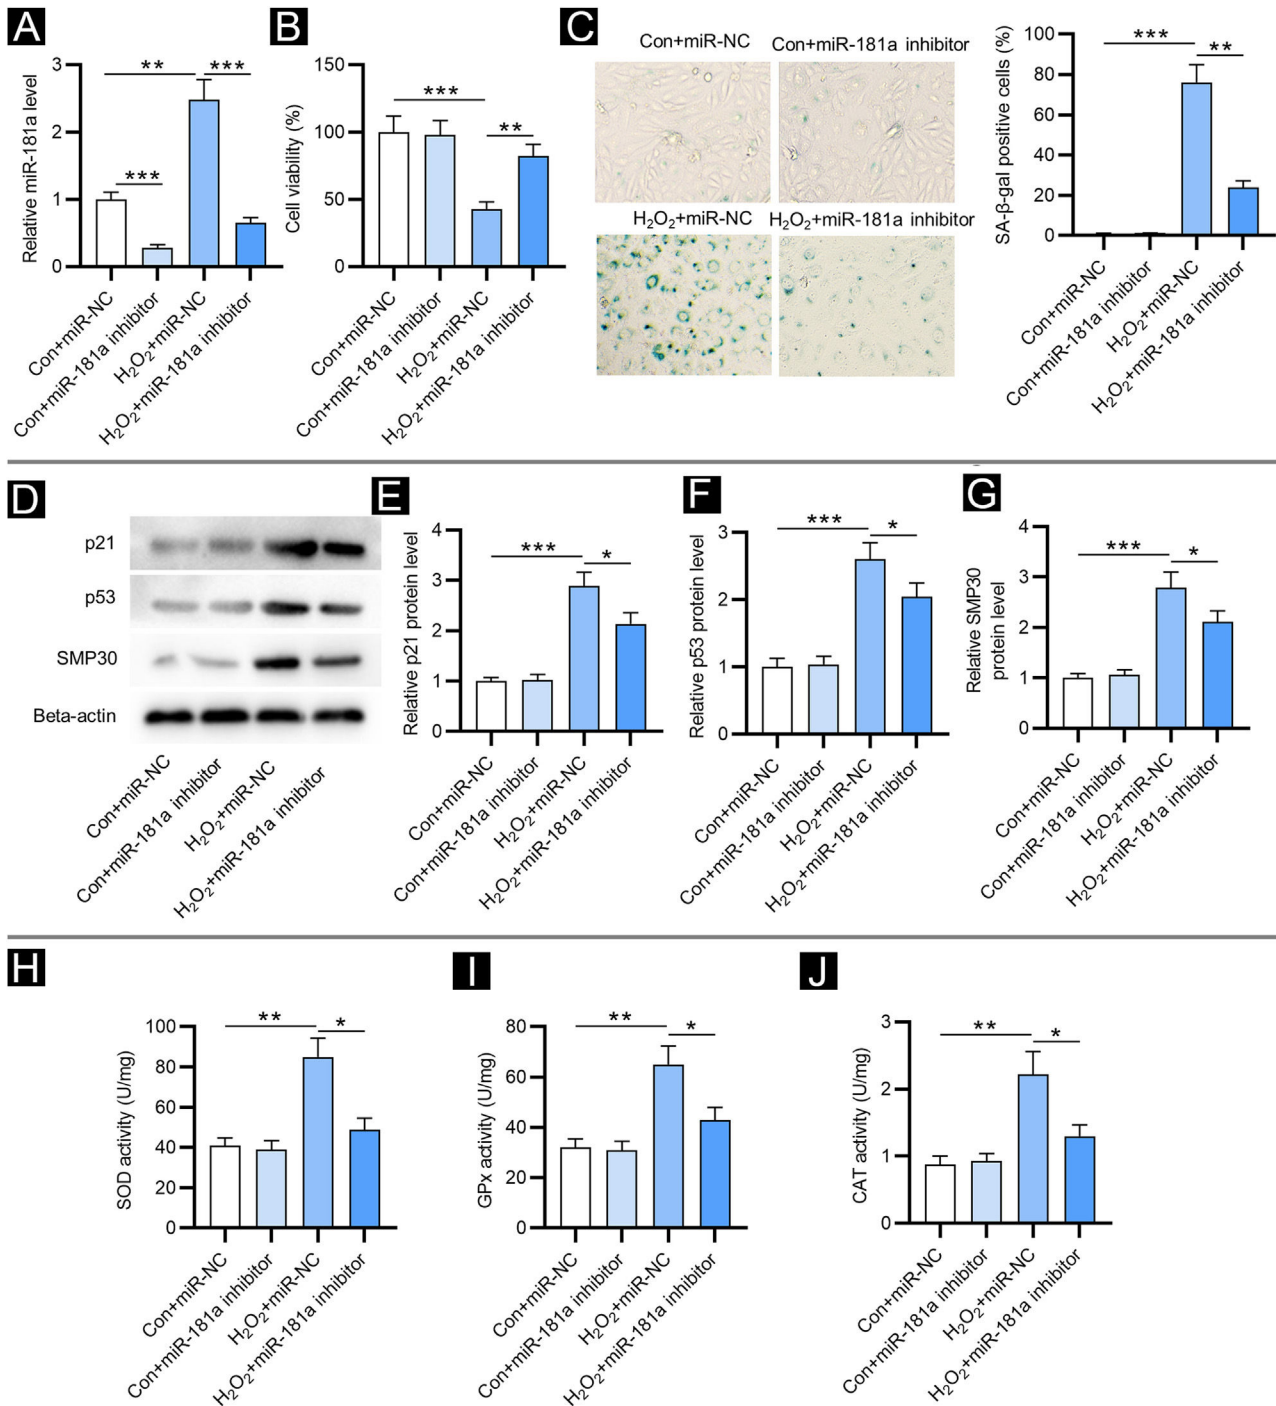 A
Relative miR-181a level
3
2
1
0
** ***
***
Con+miR-NC
Con+miR-181a inhibitor
H₂O₂+miR-NC
H₂O₂+miR-181a inhibitor
B
Cell viability (%)
150
100
50
0
***
**
Con+miR-NC
Con+miR-181a inhibitor
H₂O₂+miR-NC
H₂O₂+miR-181a inhibitor
C
Con+miR-NC
Con+miR-181a inhibitor
H₂O₂+miR-NC
H₂O₂+miR-181a inhibitor
SA-β-gal positive cells (%)
100
80
60
40
20
0
***
**
Con+miR-NC
Con+miR-181a inhibitor
H₂O₂+miR-NC
H₂O₂+miR-181a inhibitor
D
p21
p53
SMP30
Beta-actin
Con+miR-NC
Con+miR-181a inhibitor
H₂O₂+miR-NC
H₂O₂+miR-181a inhibitor
E
Relative p21 protein level
4
3
2
1
0
***
*
Con+miR-NC
Con+miR-181a inhibitor
H₂O₂+miR-NC
H₂O₂+miR-181a inhibitor
F
Relative p53 protein level
3
2
1
0
***
*
Con+miR-NC
Con+miR-181a inhibitor
H₂O₂+miR-NC
H₂O₂+miR-181a inhibitor
G
Relative SMP30
protein level
4
3
2
1
0
***
*
Con+miR-NC
Con+miR-181a inhibitor
H₂O₂+miR-NC
H₂O₂+miR-181a inhibitor
H
SOD activity (U/mg)
100
80
60
40
20
0
**
*
Con+miR-NC
Con+miR-181a inhibitor
H₂O₂+miR-NC
H₂O₂+miR-181a inhibitor
I
GPx activity (U/mg)
80
60
40
20
0
**
*
Con+miR-NC
Con+miR-181a inhibitor
H₂O₂+miR-NC
H₂O₂+miR-181a inhibitor
J
CAT activity (U/mg)
3
2
1
0
**
*
Con+miR-NC
Con+miR-181a inhibitor
H₂O₂+miR-NC
H₂O₂+miR-181a inhibitor